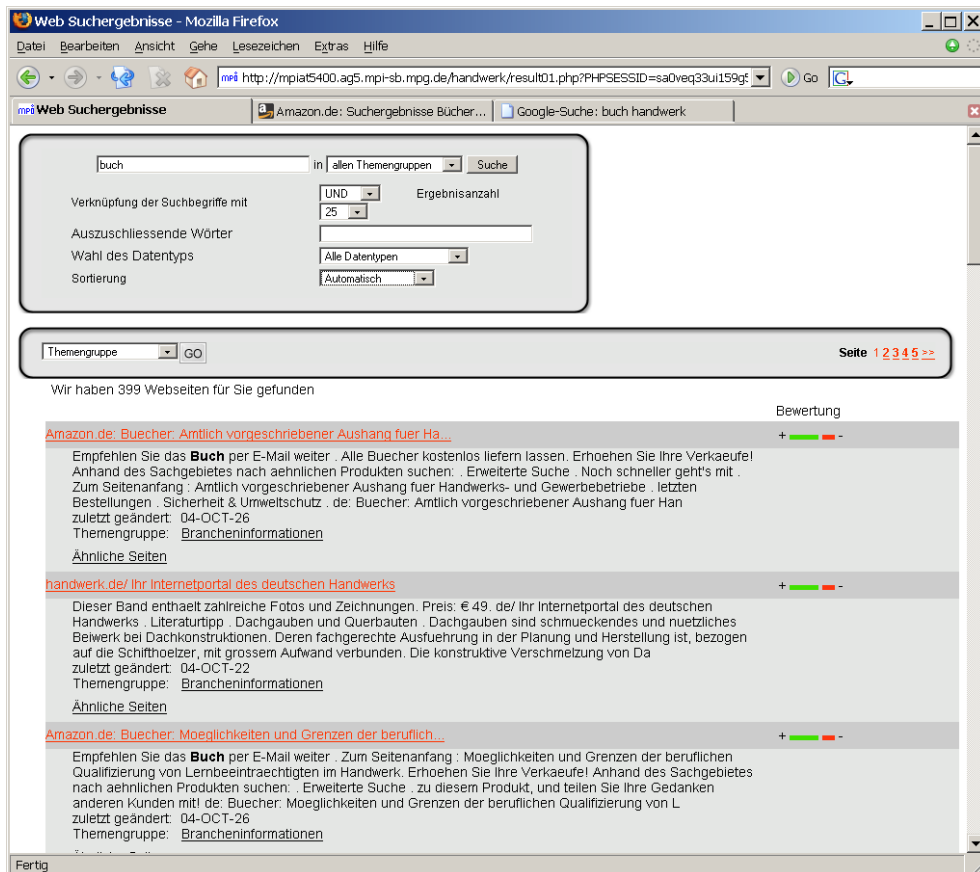 Web Suchergebnisse - Mozilla Firefox
Datei Bearbeiten Ansicht Gehe Lesezeichen Extras Hilfe
http://mpiat5400.ag5.mpi-sb.mpg.de/handwerk/result01.php?PHPSESSID=sa0veq33ui159g5 Go G
Web Suchergebnisse Amazon.de: Suchergebnisse Bücher... Google-Suche: buch handwerk
buch in allen Themengruppen Suche
Verknüpfung der Suchbegriffe mit UND Ergebnisanzahl
25
Auszuschliessende Wörter
Wahl des Datentyps Alle Datentypen
Sortierung Automatisch
Themengruppe GO Seite 1 2 3 4 5 >>
Wir haben 399 Webseiten für Sie gefunden
Bewertung
Amazon.de: Buecher: Amtlich vorgeschriebener Aushang fuer Ha... + -
Empfehlen Sie das Buch per E-Mail weiter . Alle Buecher kostenlos liefern lassen. Erhoehen Sie Ihre Verkaeufe!
Anhand des Sachgebietes nach aehnlichen Produkten suchen: . Erweiterte Suche . Noch schneller geht's mit .
Zum Seitenanfang : Amtlich vorgeschriebener Aushang fuer Handwerks- und Gewerbebetriebe . letzten
Bestellungen . Sicherheit & Umweltschutz . de: Buecher: Amtlich vorgeschriebener Aushang fuer Han
zuletzt geändert: 04-OCT-26
Themengruppe: Brancheninformationen
Ähnliche Seiten
handwerk.de/ Ihr Internetportal des deutschen Handwerks + -
Dieser Band enthaelt zahlreiche Fotos und Zeichnungen. Preis: € 49. de/ Ihr Internetportal des deutschen
Handwerks . Literaturtipp . Dachgauben und Querbauten . Dachgauben sind schmueckendes und nuetzliches
Beiwerk bei Dachkonstruktionen. Deren fachgerechte Ausfuehrung in der Planung und Herstellung ist, bezogen
auf die Schifthoelzer, mit grossem Aufwand verbunden. Die konstruktive Verschmelzung von Da
zuletzt geändert: 04-OCT-22
Themengruppe: Brancheninformationen
Ähnliche Seiten
Amazon.de: Buecher: Moeglichkeiten und Grenzen der beruflich... + -
Empfehlen Sie das Buch per E-Mail weiter . Zum Seitenanfang : Moeglichkeiten und Grenzen der beruflichen
Qualifizierung von Lernbeeintraechtigten im Handwerk. Erhoehen Sie Ihre Verkaeufe! Anhand des Sachgebietes
nach aehnlichen Produkten suchen: . Erweiterte Suche . zu diesem Produkt, und teilen Sie Ihre Gedanken
anderen Kunden mit! de: Buecher: Moeglichkeiten und Grenzen der beruflichen Qualifizierung von L
zuletzt geändert: 04-OCT-26
Themengruppe: Brancheninformationen
Fertig